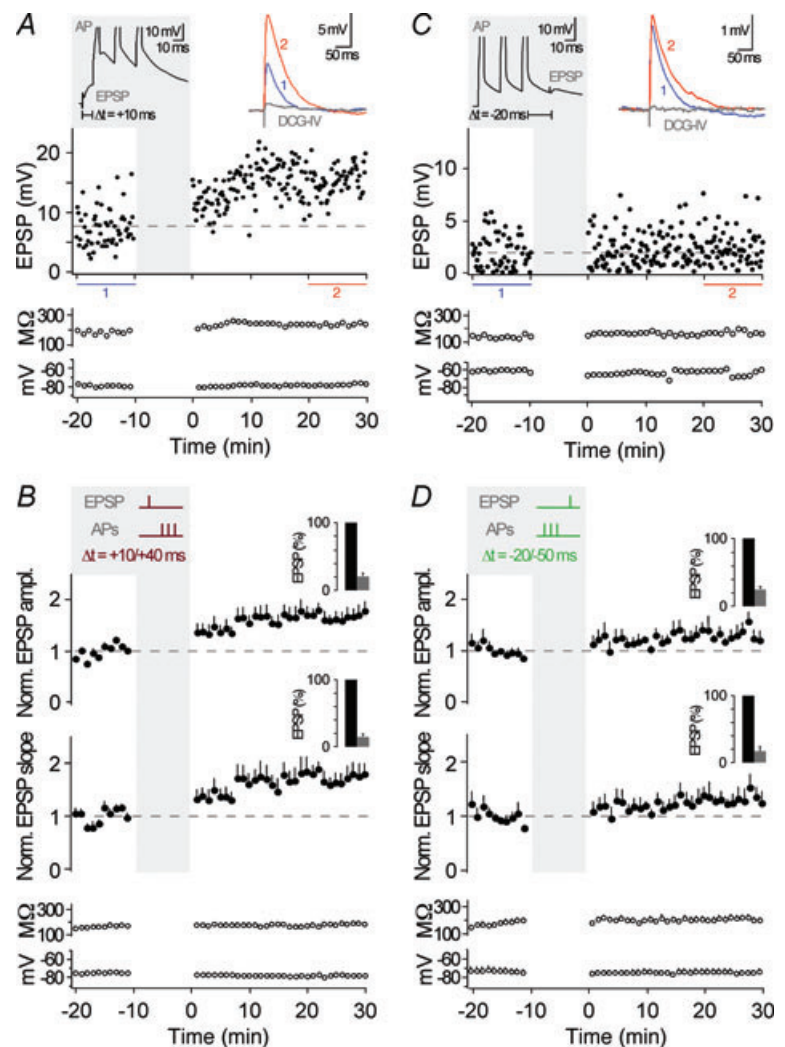 A
AP
10 mV
10 ms
EPSP
Δt = +10 ms
2
1
DCG-IV
5 mV
50 ms
EPSP (mV)
20
15
10
5
0
1
2
MΩ
300
100
mV
-60
-80
-20 -10 0 10 20 30
Time (min)
C
AP
10 mV
10 ms
EPSP
Δt = -20 ms
2
1
DCG-IV
1 mV
50 ms
EPSP (mV)
10
5
0
1
2
MΩ
300
100
mV
-60
-80
-20 -10 0 10 20 30
Time (min)
B
EPSP
APs
Δt = +10/+40 ms
EPSP (%)
100
0
Norm. EPSP ampl.
2
1
0
EPSP (%)
100
0
Norm. EPSP slope
2
1
0
MΩ
300
100
mV
-60
-80
-20 -10 0 10 20 30
Time (min)
D
EPSP
APs
Δt = -20/-50 ms
EPSP (%)
100
0
Norm. EPSP ampl.
2
1
0
EPSP (%)
100
0
Norm. EPSP slope
2
1
0
MΩ
300
100
mV
-60
-80
-20 -10 0 10 20 30
Time (min)